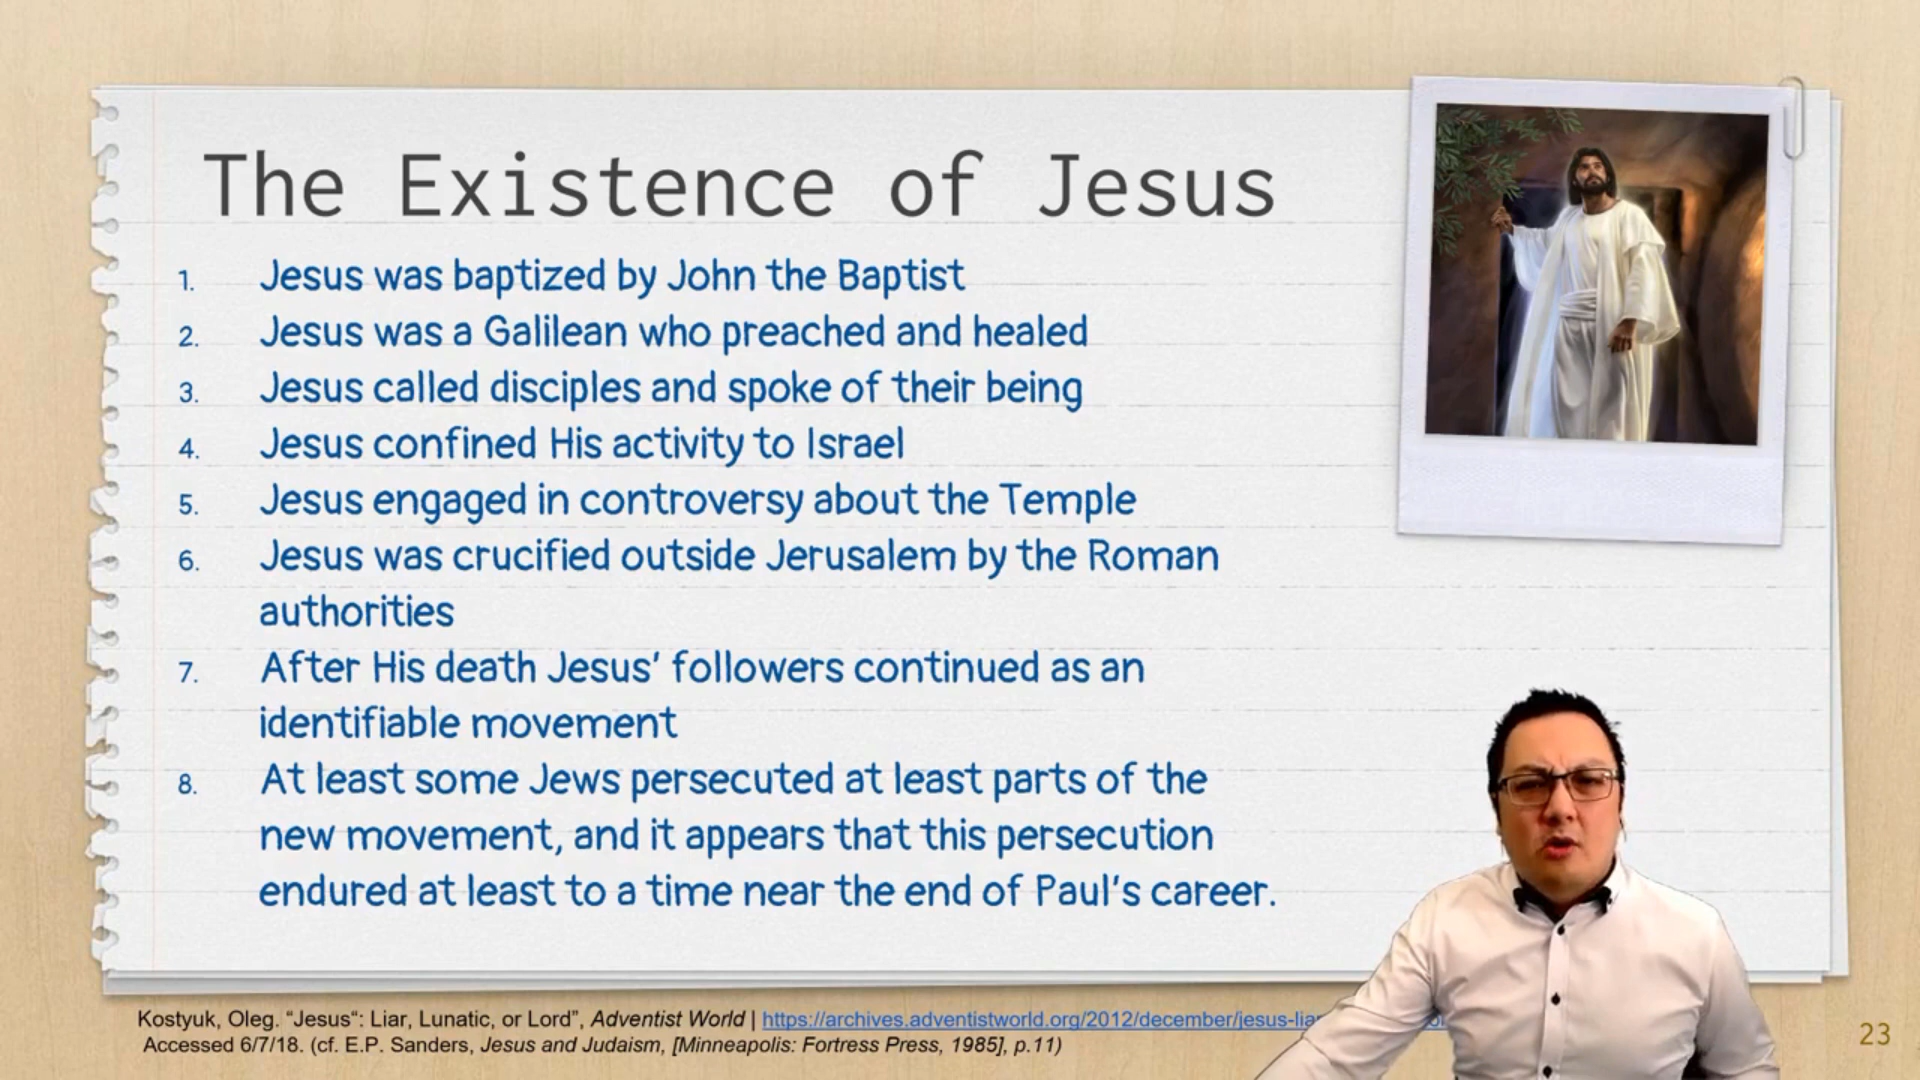 The Existence of Jesus
1. Jesus was baptized by John the Baptist
2. Jesus was a Galilean who preached and healed
3. Jesus called disciples and spoke of their being
4. Jesus confined His activity to Israel
5. Jesus engaged in controversy about the Temple
6. Jesus was crucified outside Jerusalem by the Roman
authorities
7. After His death Jesus’ followers continued as an
identifiable movement
8. At least some Jews persecuted at least parts of the
new movement, and it appears that this persecution
endured at least to a time near the end of Paul’s career.
Kostyuk, Oleg. “Jesus“: Liar, Lunatic, or Lord”, Adventist World | https://archives.adventistworld.org/2012/december/jesus-liar
Accessed 6/7/18. (cf. E.P. Sanders, Jesus and Judaism, [Minneapolis: Fortress Press, 1985], p.11)
23